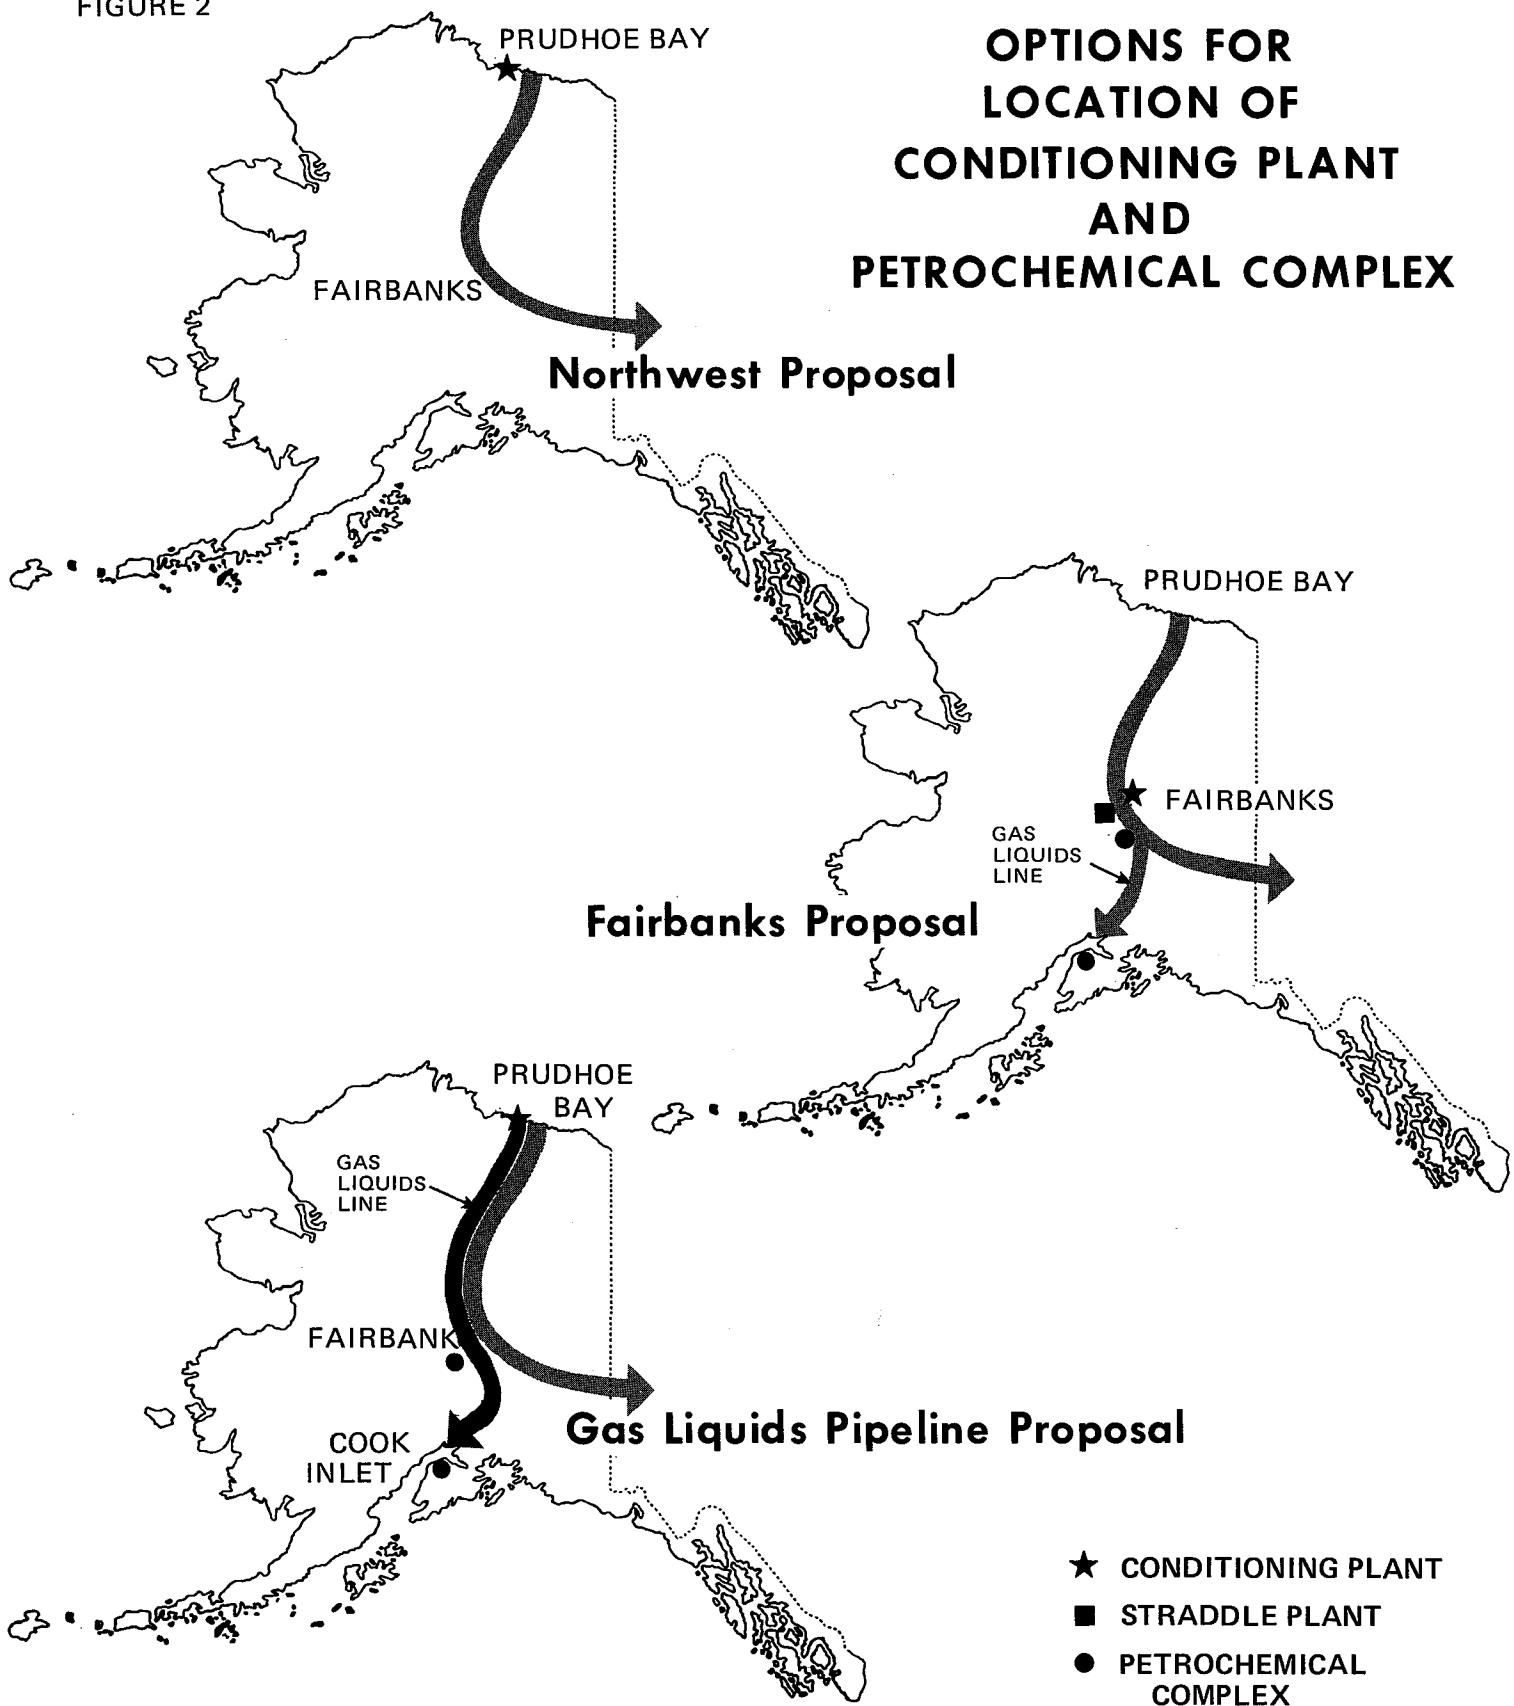 FIGURE 2
OPTIONS FOR
LOCATION OF
CONDITIONING PLANT
AND
PETROCHEMICAL COMPLEX
PRUDHOE BAY
FAIRBANKS
Northwest Proposal
PRUDHOE BAY
FAIRBANKS
GAS
LIQUIDS
LINE
Fairbanks Proposal
PRUDHOE
BAY
GAS
LIQUIDS
LINE
FAIRBANK
COOK
INLET
Gas Liquids Pipeline Proposal
CONDITIONING PLANT
STRADDLE PLANT
PETROCHEMICAL
COMPLEX